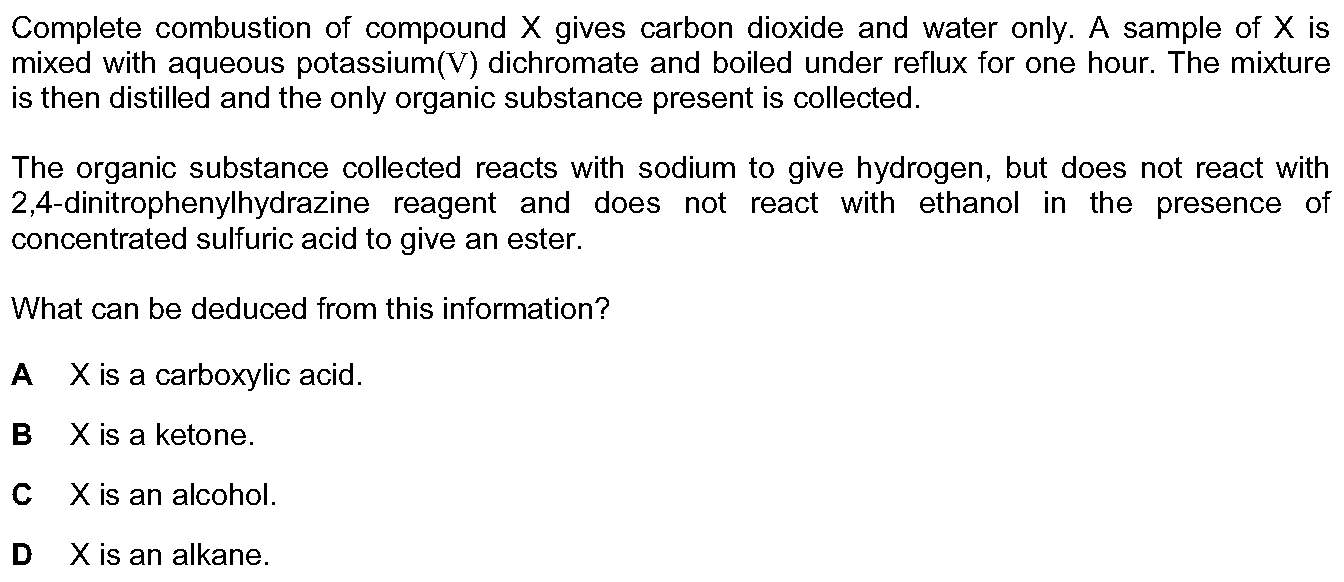 Complete combustion of compound X gives carbon dioxide and water only. A sample of X is
mixed with aqueous potassium(V) dichromate and boiled under reflux for one hour. The mixture
is then distilled and the only organic substance present is collected.
The organic substance collected reacts with sodium to give hydrogen, but does not react with
2,4-dinitrophenylhydrazine reagent and does not react with ethanol in the presence of
concentrated sulfuric acid to give an ester.
What can be deduced from this information?
A X is a carboxylic acid.
B X is a ketone.
C X is an alcohol.
D X is an alkane.